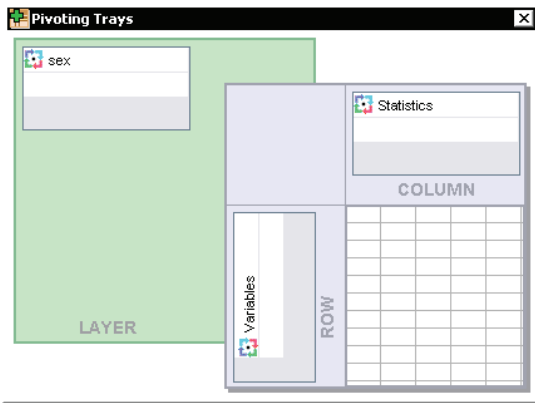 Pivoting Trays
sex
Statistics
COLUMN
Variables
ROW
LAYER